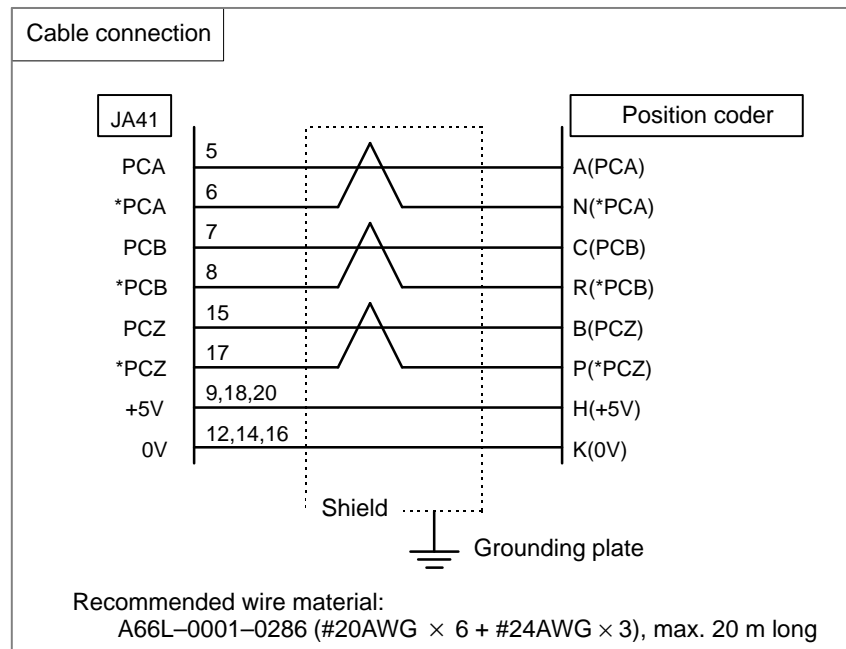 Cable connection
JA41 Position coder
PCA 5 A(PCA)
*PCA 6 N(*PCA)
PCB 7 C(PCB)
*PCB 8 R(*PCB)
PCZ 15 B(PCZ)
*PCZ 17 P(*PCZ)
+5V 9,18,20 H(+5V)
0V 12,14,16 K(0V)
Shield
Grounding plate
Recommended wire material:
A66L–0001–0286 (#20AWG × 6 + #24AWG × 3), max. 20 m long